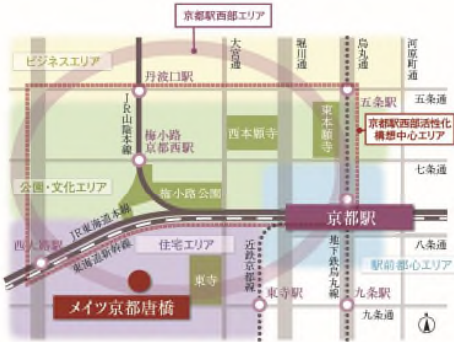 京都駅西部エリア
ビジネスエリア
大宮通
堀川通
烏丸通
河原町通
丹波口駅
五条駅
五条通
JR山陰本線
梅小路
京都西駅
西本願寺
東本願寺
京都駅西部活性化
構想中心エリア
七条通
公園・文化エリア
梅小路公園
JR東海道本線
京都駅
西大路駅
東海道新幹線
住宅エリア
近鉄京都線
地下鉄烏丸線
八条通
駅前都心エリア
東寺
メイツ京都唐橋
東寺駅
九条駅
九条通